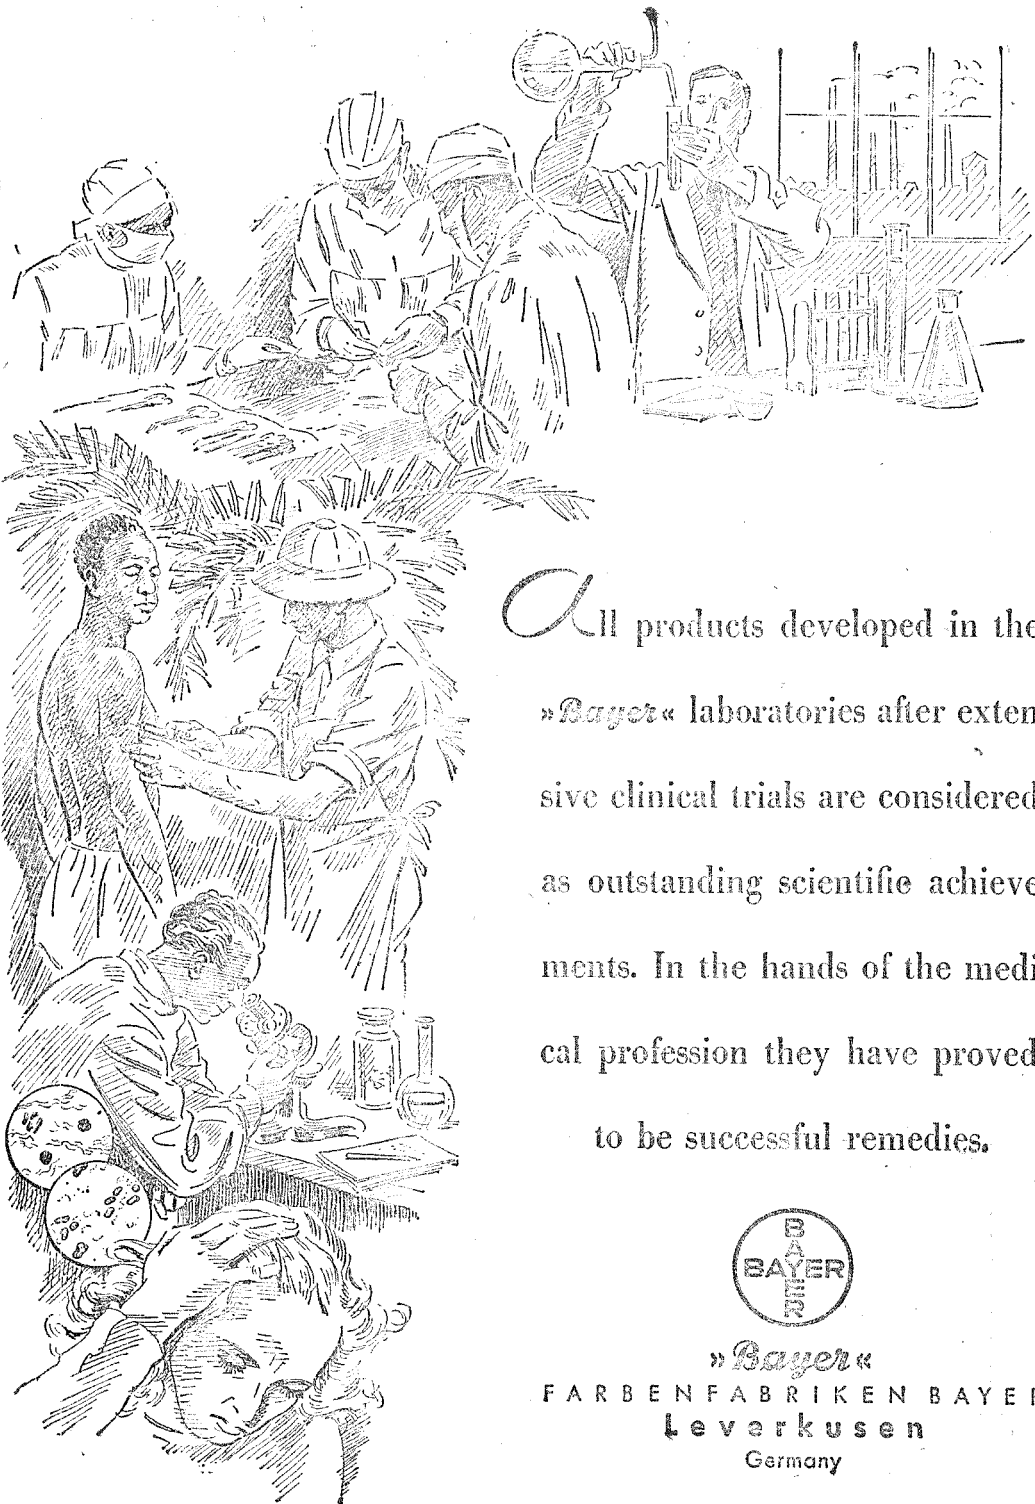 All products developed in the
»Bayer« laboratories after exten
sive clinical trials are considered
as outstanding scientific achieve
ments. In the hands of the medi
cal profession they have proved
to be successful remedies.
BAYER
BAYER
»Bayer«
FARBENFABRIKEN BAYER
Leverkusen
Germany